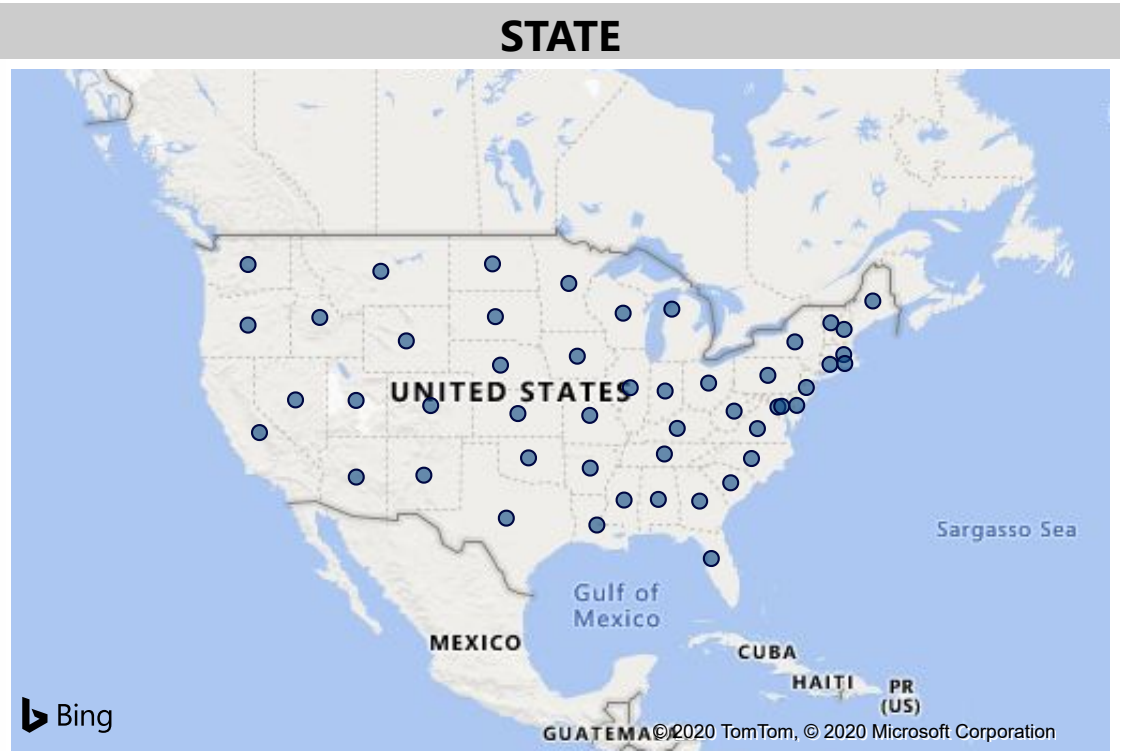 STATE
UNITED STATES
Sargasso Sea
Gulf of
Mexico
MEXICO
CUBA
HAITI
PR
(US)
Bing
GUATEMALA
© 2020 TomTom, © 2020 Microsoft Corporation